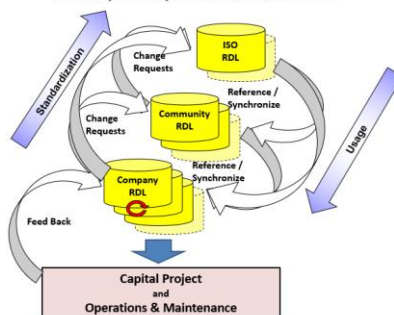 ISO
RDL
Change
Requests
Standardization
Reference /
Synchronize
Community
RDL
Change
Requests
Usage
Reference /
Synchronize
Company
RDL
Feed Back
Capital Project
and
Operations & Maintenance